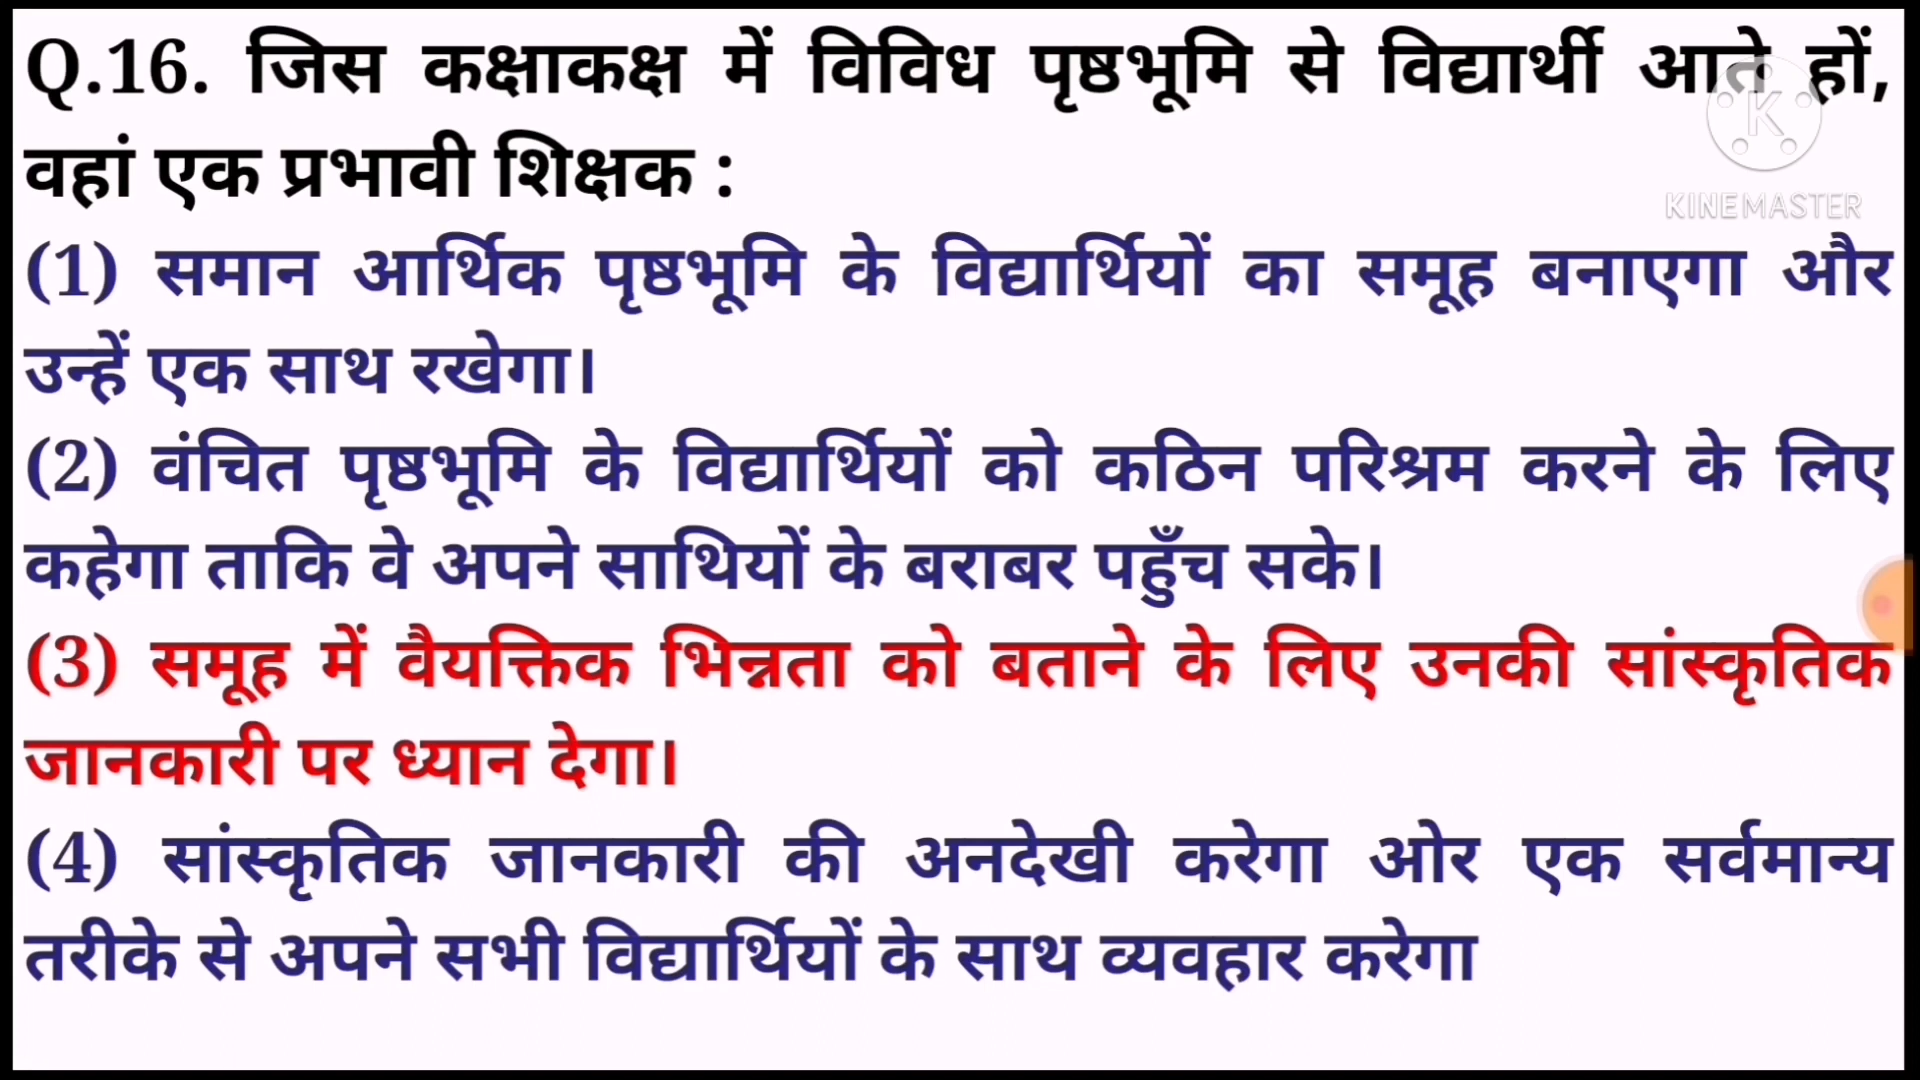 Q.16. जिस कक्षाकक्ष में विविध पृष्ठभूमि से विद्यार्थी आते हों,
वहां एक प्रभावी शिक्षक :
KINEMASTER
(1) समान आर्थिक पृष्ठभूमि के विद्यार्थियों का समूह बनाएगा और
उन्हें एक साथ रखेगा।
(2) वंचित पृष्ठभूमि के विद्यार्थियों को कठिन परिश्रम करने के लिए
कहेगा ताकि वे अपने साथियों के बराबर पहुँच सके।
(3) समूह में वैयक्तिक भिन्नता को बताने के लिए उनकी सांस्कृतिक
जानकारी पर ध्यान देगा।
(4) सांस्कृतिक जानकारी की अनदेखी करेगा ओर एक सर्वमान्य
तरीके से अपने सभी विद्यार्थियों के साथ व्यवहार करेगा